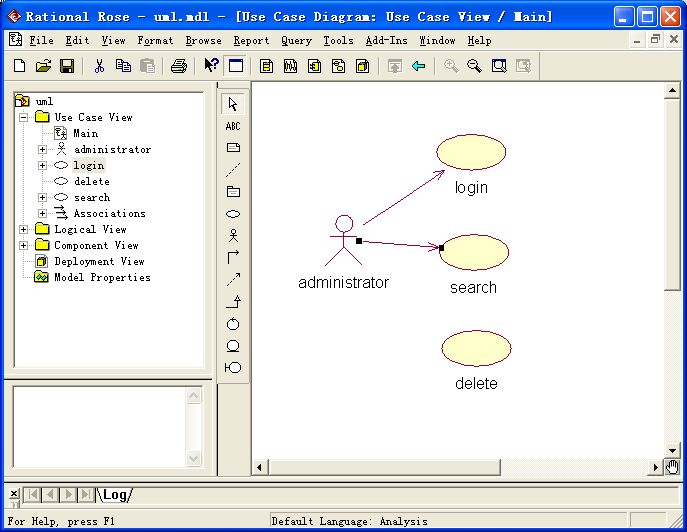 Rational Rose - uml.mdl - [Use Case Diagram: Use Case View / Main]
File Edit View Format Browse Report Query Tools Add-Ins Window Help
uml
Use Case View
Main
administrator
login
delete
search
Associations
Logical View
Component View
Deployment View
Model Properties
ABC
login
administrator
search
delete
Log
For Help, press F1
Default Language: Analysis